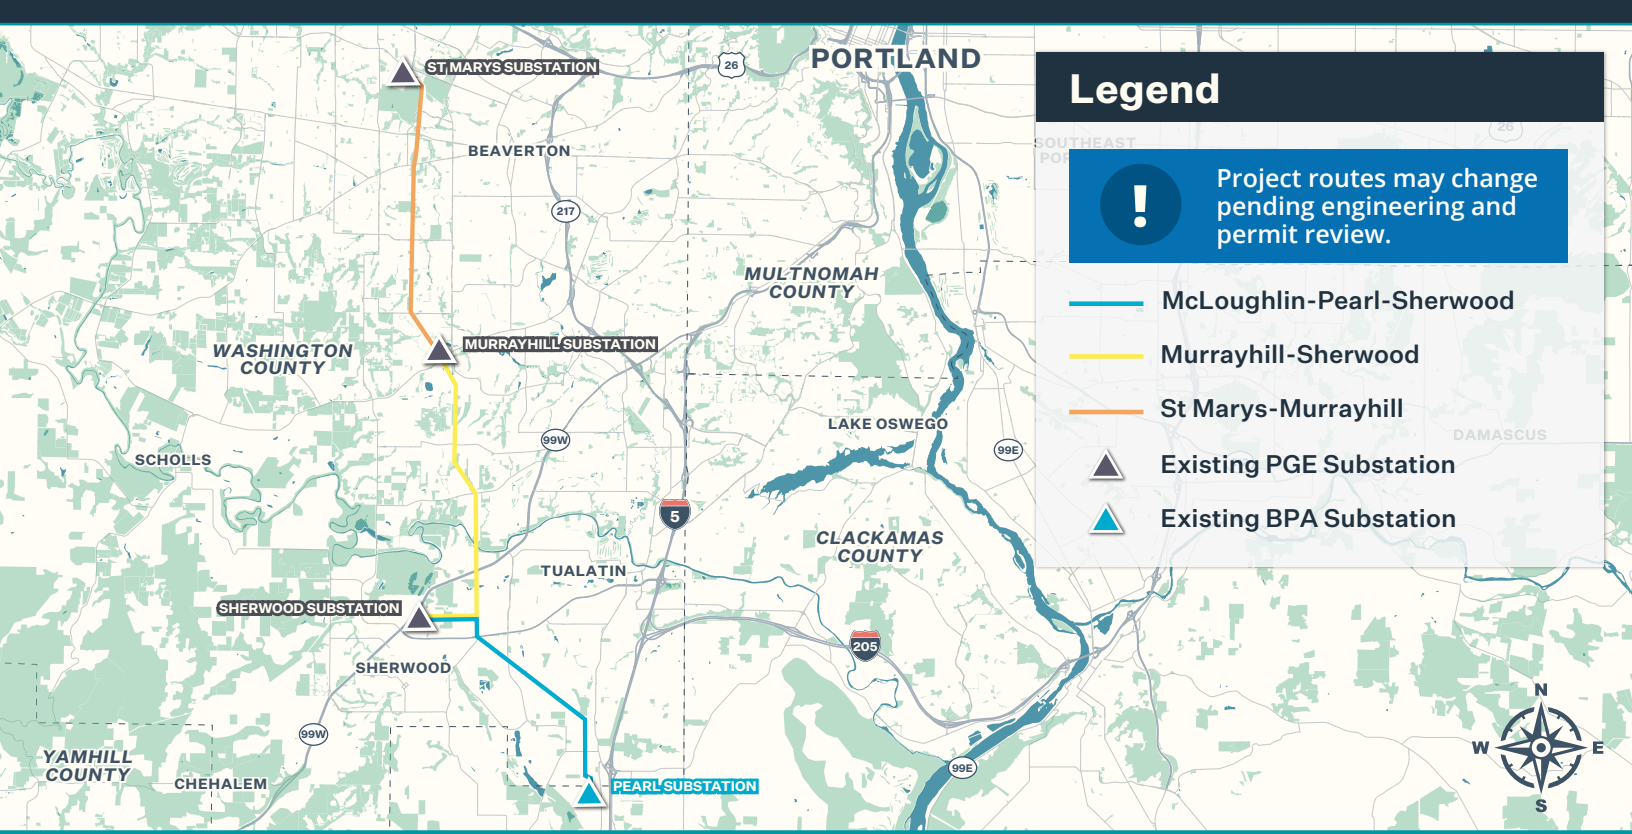 ST MARYS SUBSTATION
26
PORTLAND
Legend
26
SOUTHEAST
BEAVERTON
Project routes may change
pending engineering and
permit review.
!
217
MULTNOMAH
COUNTY
McLoughlin-Pearl-Sherwood
MURRAYHILL SUBSTATION
WASHINGTON
COUNTY
Murrayhill-Sherwood
St Marys-Murrayhill
LAKE OSWEGO
99W
99E
DAMASCUS
SCHOLLS
Existing PGE Substation
5
Existing BPA Substation
CLACKAMAS
COUNTY
TUALATIN
SHERWOOD SUBSTATION
205
SHERWOOD
N
99W
W
E
YAMHILL
COUNTY
99E
CHEHALEM
PEARL SUBSTATION
S